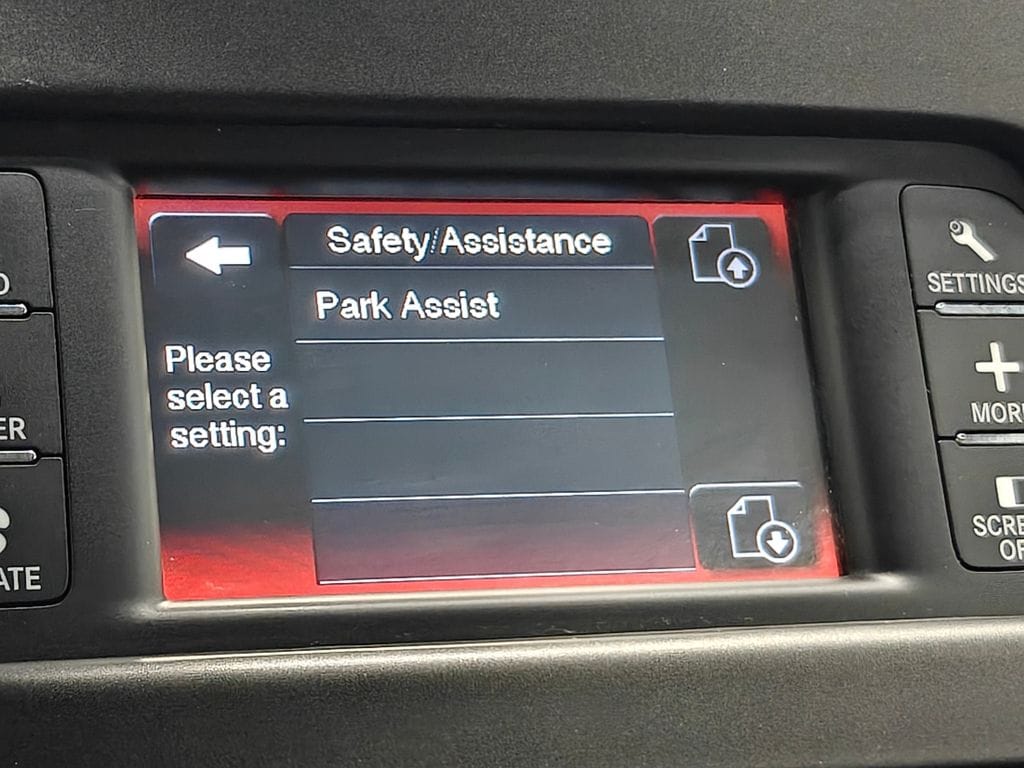 Safety/Assistance
Park Assist
Please
select a
setting:
SETTINGS